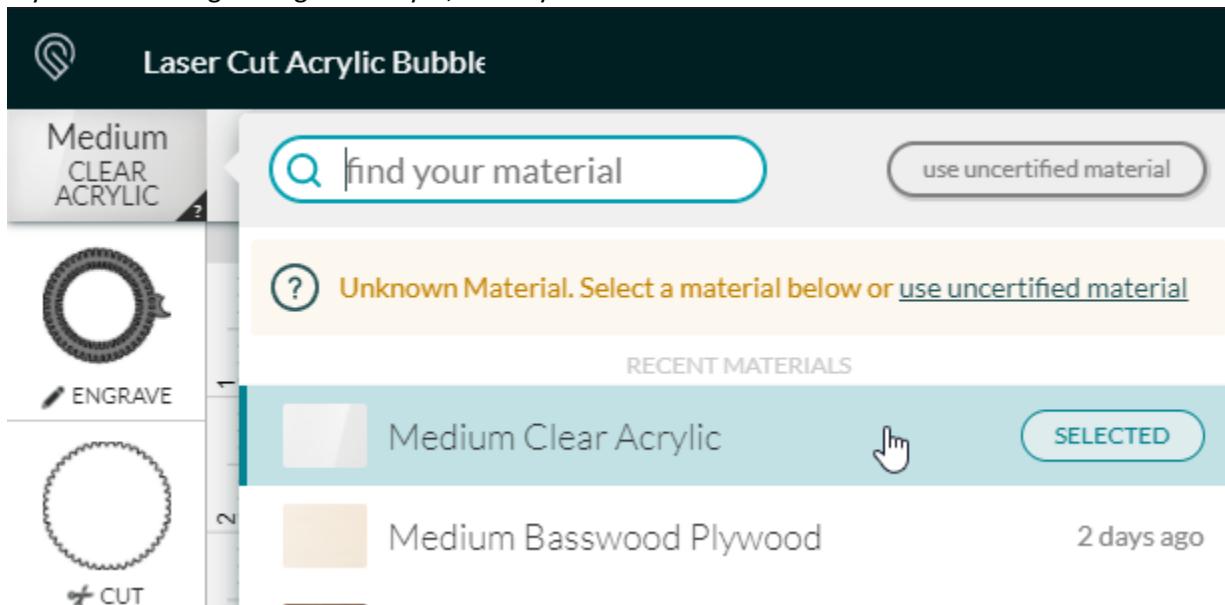 Laser Cut Acrylic Bubble
Medium
CLEAR
ACRYLIC
?
find your material
use uncertified material
? Unknown Material. Select a material below or use uncertified material
RECENT MATERIALS
ENGRAVE
1
Medium Clear Acrylic
SELECTED
2
Medium Basswood Plywood
2 days ago
CUT